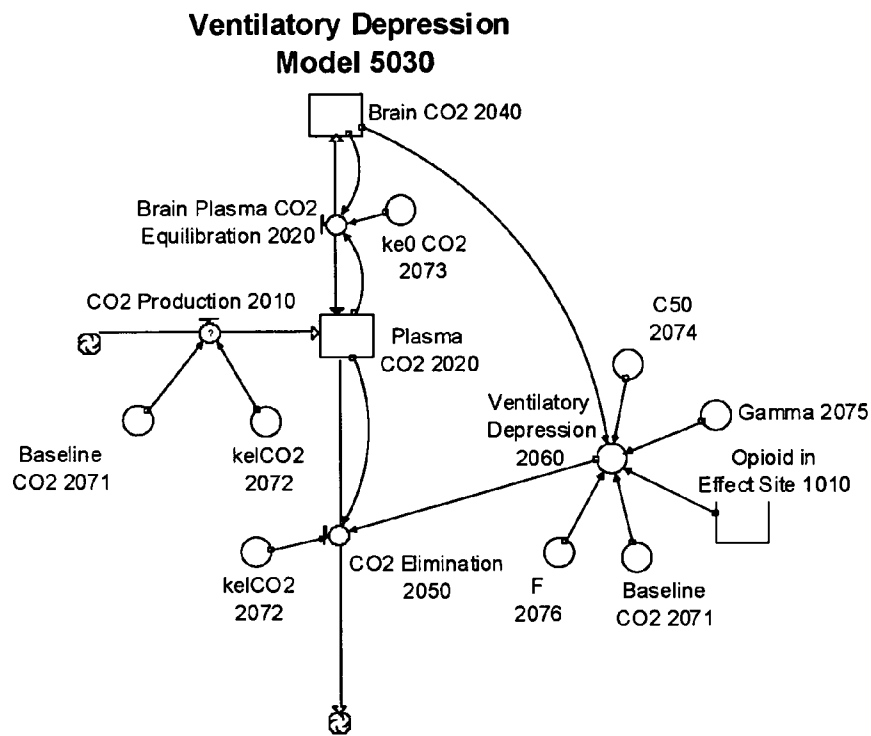 Ventilatory Depression
Model 5030
Brain CO2 2040
Brain Plasma CO2
Equilibration 2020
ke0 CO2
2073
CO2 Production 2010
?
Plasma
CO2 2020
C50
2074
Ventilatory
Depression
2060
Gamma 2075
Opioid in
Effect Site 1010
Baseline
CO2 2071
kelCO2
2072
kelCO2
2072
CO2 Elimination
2050
F
2076
Baseline
CO2 2071